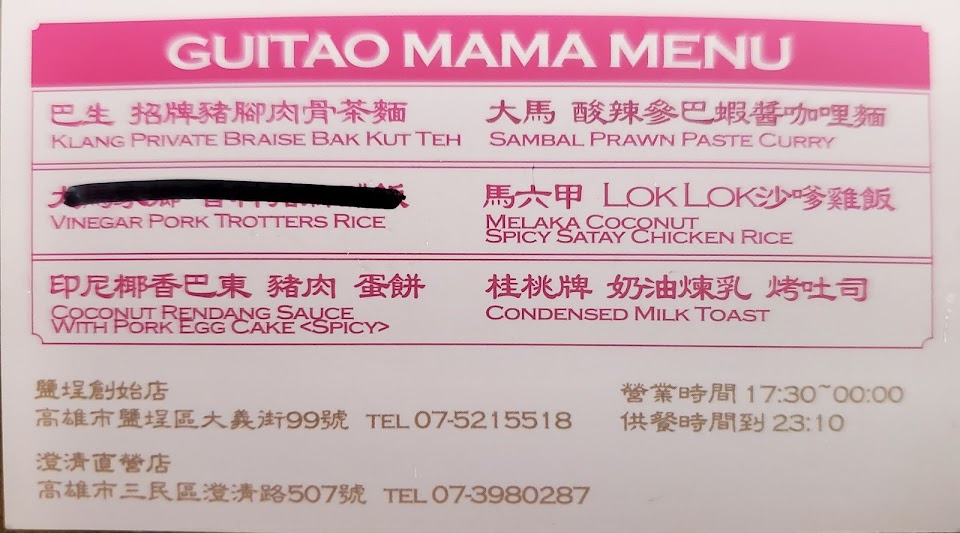 GUITAO MAMA MENU
巴生 招牌豬腳肉骨茶麵
KLANG PRIVATE BRAISE BAK KUT TEH
大馬 酸辣參巴蝦醬咖哩麵
SAMBAL PRAWN PASTE CURRY
飯
VINEGAR PORK TROTTERS RICE
馬六甲 LOK LOK沙嗲雞飯
MELAKA COCONUT
SPICY SATAY CHICKEN RICE
印尼椰香巴東 豬肉 蛋餅
COCONUT RENDANG SAUCE
WITH PORK EGG CAKE <SPICY>
桂桃牌 奶油煉乳 烤吐司
CONDENSED MILK TOAST
鹽埕創始店
高雄市鹽埕區大義街99號 TEL 07-5215518
營業時間 17:30~00:00
供餐時間到 23:10
澄清直營店
高雄市三民區澄清路507號 TEL 07-3980287